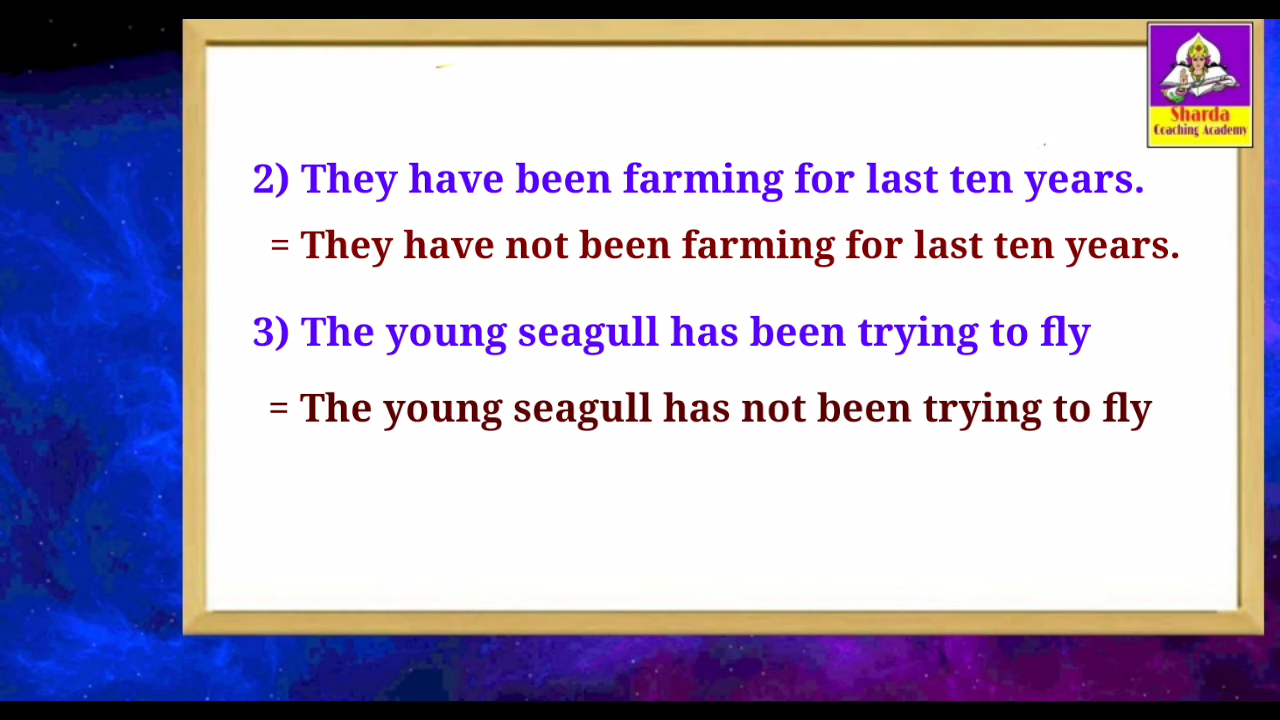 Sharda
Coaching Academy
2) They have been farming for last ten years.
= They have not been farming for last ten years.
3) The young seagull has been trying to fly
= The young seagull has not been trying to fly